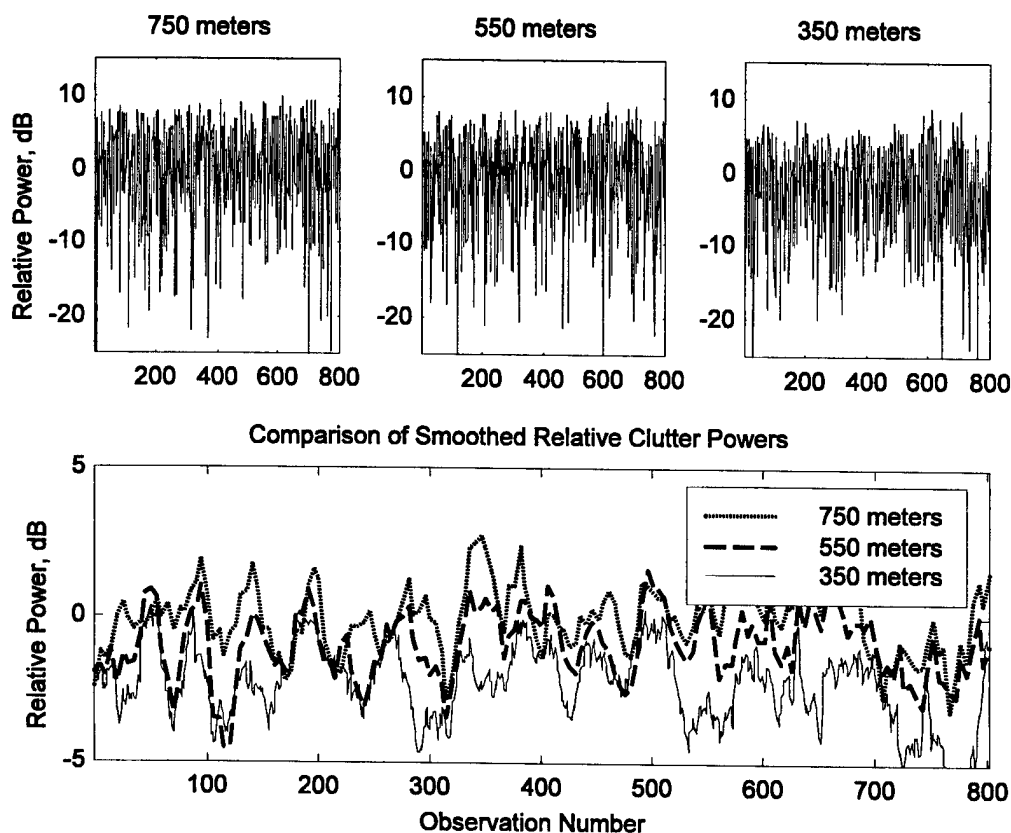 750 meters
550 meters
350 meters
Relative Power, dB
10
0
-10
-20
200 400 600 800
10
0
-10
-20
200 400 600 800
10
0
-10
-20
200 400 600 800
Comparison of Smoothed Relative Clutter Powers
Relative Power, dB
5
0
-5
750 meters
550 meters
350 meters
100 200 300 400 500 600 700 800
Observation Number